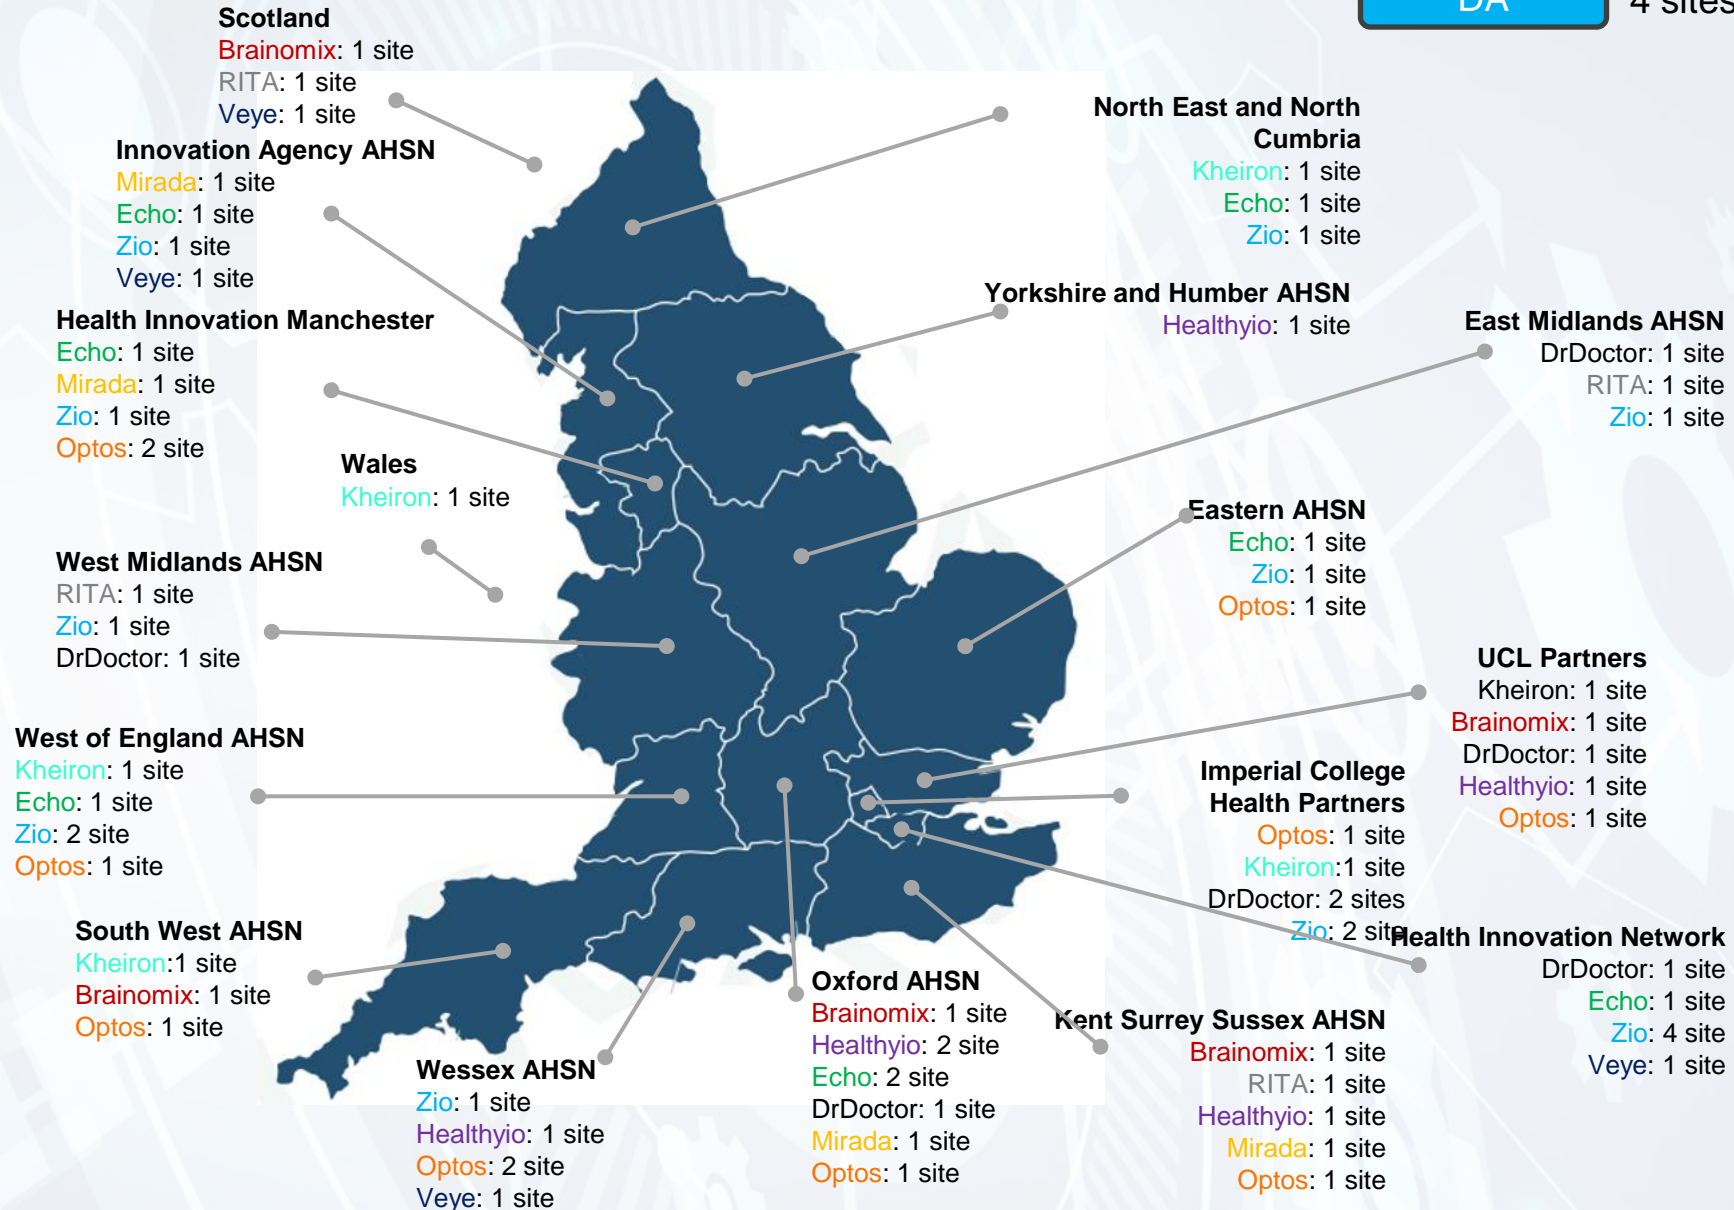 DA
4 sites
Scotland
Brainomix: 1 site
RITA: 1 site
Veye: 1 site
Innovation Agency AHSN
Mirada: 1 site
Echo: 1 site
Zio: 1 site
Veye: 1 site
Health Innovation Manchester
Echo: 1 site
Mirada: 1 site
Zio: 1 site
Optos: 2 site
Wales
Kheiron: 1 site
West Midlands AHSN
RITA: 1 site
Zio: 1 site
DrDoctor: 1 site
West of England AHSN
Kheiron: 1 site
Echo: 1 site
Zio: 2 site
Optos: 1 site
South West AHSN
Kheiron:1 site
Brainomix: 1 site
Optos: 1 site
Wessex AHSN
Zio: 1 site
Healthyio: 1 site
Optos: 2 site
Veye: 1 site
Oxford AHSN
Brainomix: 1 site
Healthyio: 2 site
Echo: 2 site
DrDoctor: 1 site
Mirada: 1 site
Optos: 1 site
North East and North
Cumbria
Kheiron: 1 site
Echo: 1 site
Zio: 1 site
Yorkshire and Humber AHSN
Healthyio: 1 site
East Midlands AHSN
DrDoctor: 1 site
RITA: 1 site
Zio: 1 site
Eastern AHSN
Echo: 1 site
Zio: 1 site
Optos: 1 site
UCL Partners
Kheiron: 1 site
Brainomix: 1 site
DrDoctor: 1 site
Healthyio: 1 site
Optos: 1 site
Imperial College
Health Partners
Optos: 1 site
Kheiron:1 site
DrDoctor: 2 sites
Zio: 2 site
Health Innovation Network
DrDoctor: 1 site
Echo: 1 site
Zio: 4 site
Veye: 1 site
Kent Surrey Sussex AHSN
Brainomix: 1 site
RITA: 1 site
Healthyio: 1 site
Mirada: 1 site
Optos: 1 site